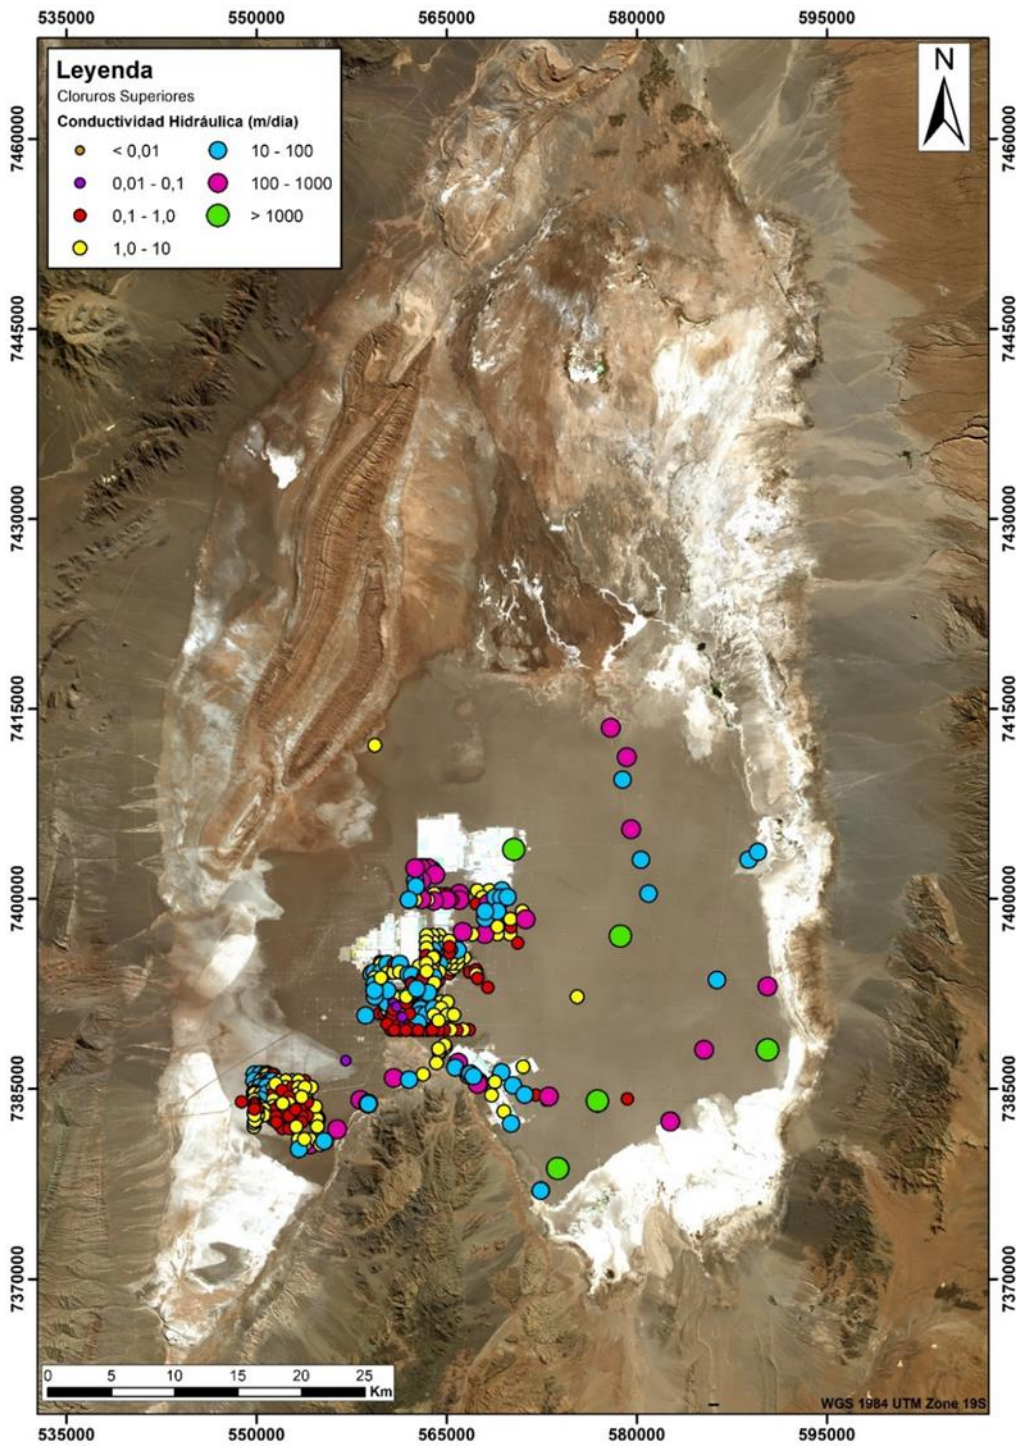 535000 550000 565000 580000 595000
Leyenda
Cloruros Superiores
Conductividad Hidráulica (m/día)
< 0,01
10 - 100
0,01 - 0,1
100 - 1000
0,1 - 1,0
> 1000
1,0 - 10
N
7460000
7460000
7445000
7445000
7430000
7430000
7415000
7415000
7400000
7400000
7385000
7385000
7370000
7370000
0 5 10 15 20 25
Km
WGS 1984 UTM Zone 19S
535000 550000 565000 580000 595000